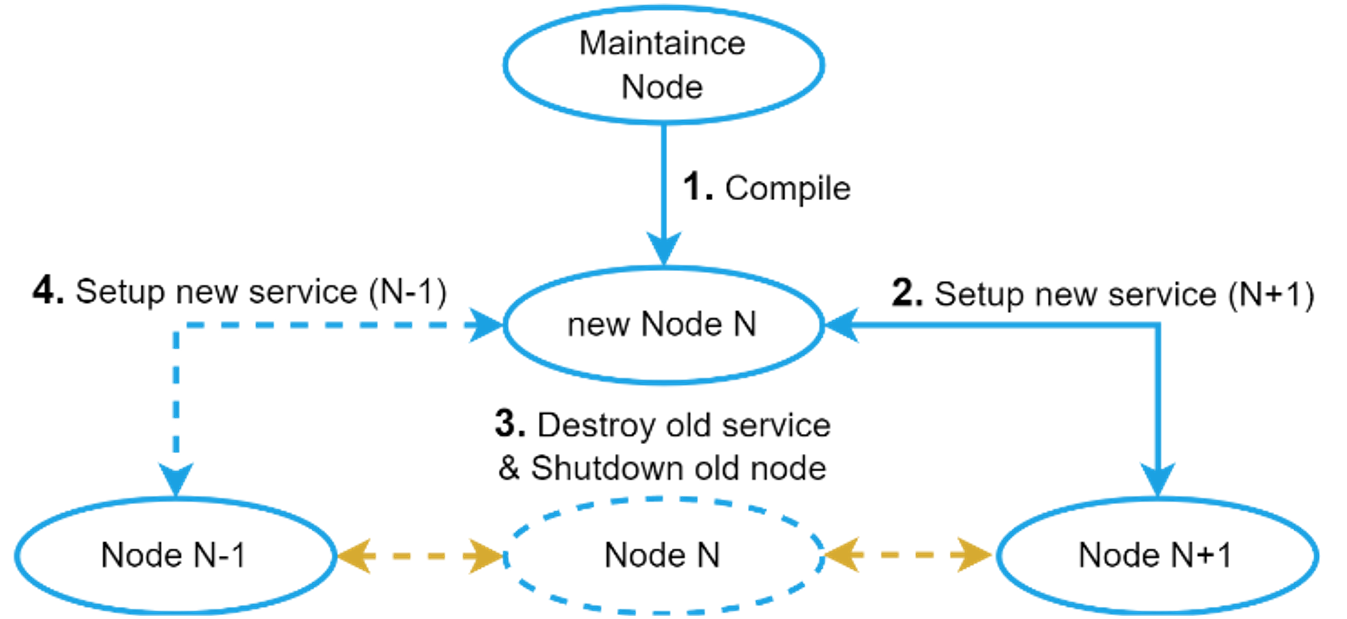 Maintaince
Node
1. Compile
4. Setup new service (N-1)
2. Setup new service (N+1)
new Node N
3. Destroy old service
& Shutdown old node
Node N-1
Node N
Node N+1